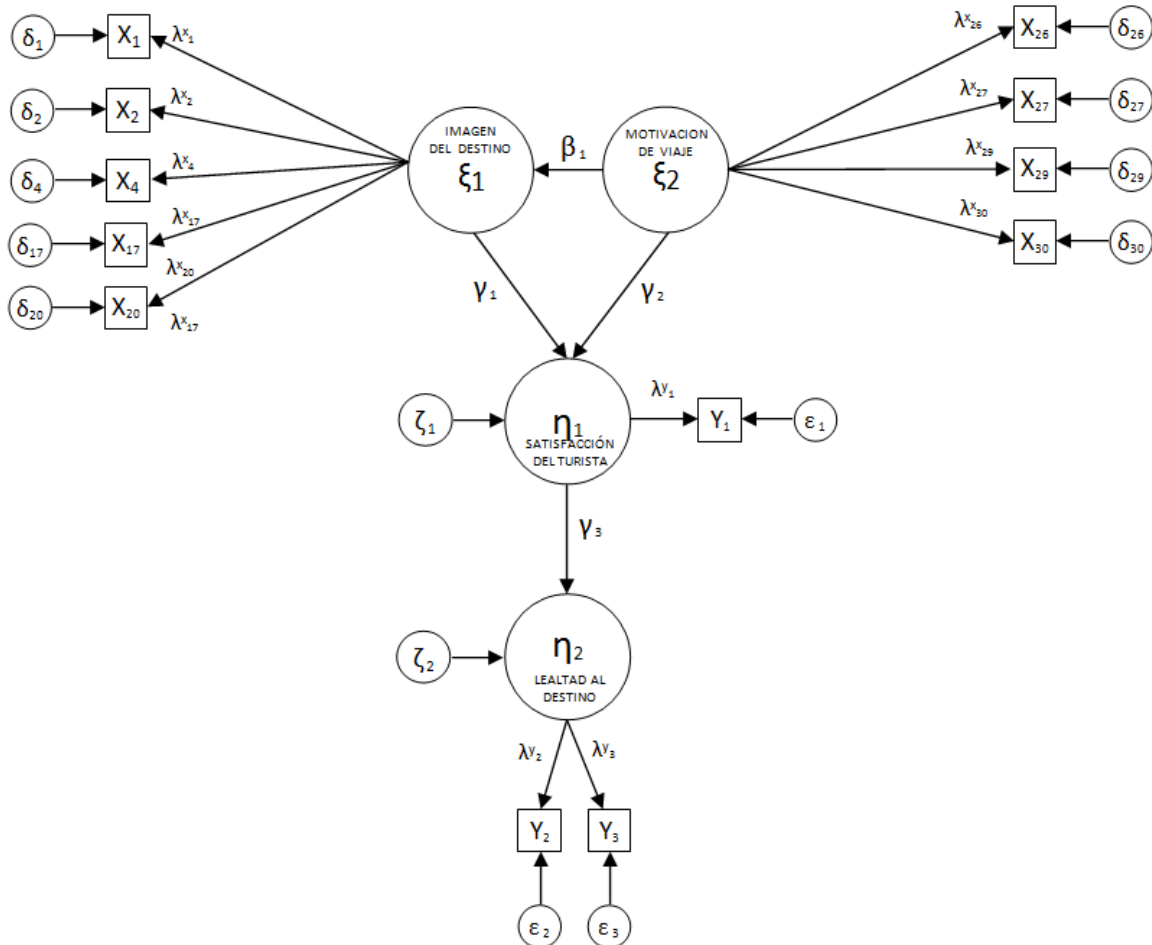 δ1
X1
λx1
δ2
X2
λx2
δ4
X4
λx4
δ17
X17
λx17
δ20
X20
λx20
λx17
IMAGEN
DEL DESTINO
ξ1
β1
MOTIVACION
DE VIAJE
ξ2
λx26
X26
δ26
λx27
X27
δ27
λx29
X29
δ29
λx30
X30
δ30
γ1
γ2
ζ1
η1
SATISFACCIÓN
DEL TURISTA
λy1
Y1
ε1
γ3
ζ2
η2
LEALTAD AL
DESTINO
λy2
λy3
Y2
Y3
ε2
ε3